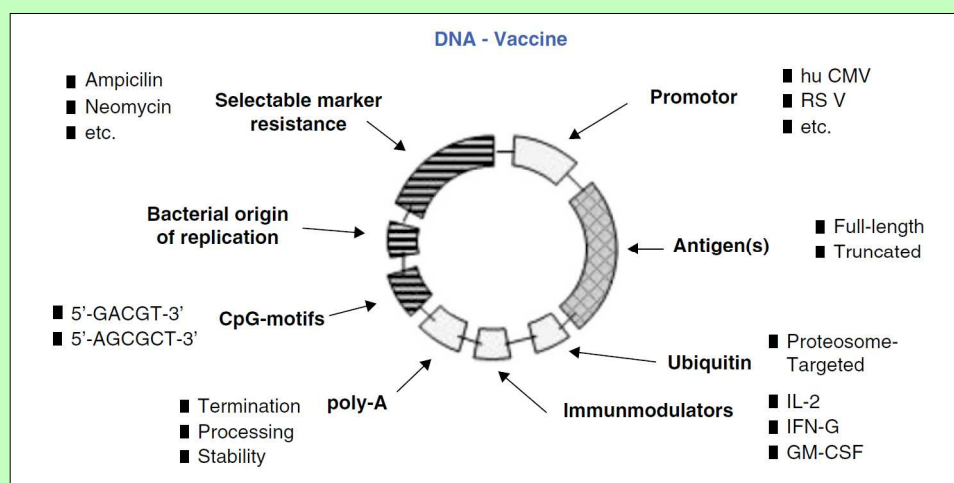 DNA - Vaccine
■ Ampicilin
■ Neomycin
■ etc.
Selectable marker
resistance
Promotor
■ hu CMV
■ RS V
■ etc.
Bacterial origin
of replication
Antigen(s)
■ Full-length
■ Truncated
■ 5’-GACGT-3’
■ 5’-AGCGCT-3’
CpG-motifs
Ubiquitin
■ Proteosome-
Targeted
poly-A
■ Termination
■ Processing
■ Stability
Immunmodulators
■ IL-2
■ IFN-G
■ GM-CSF